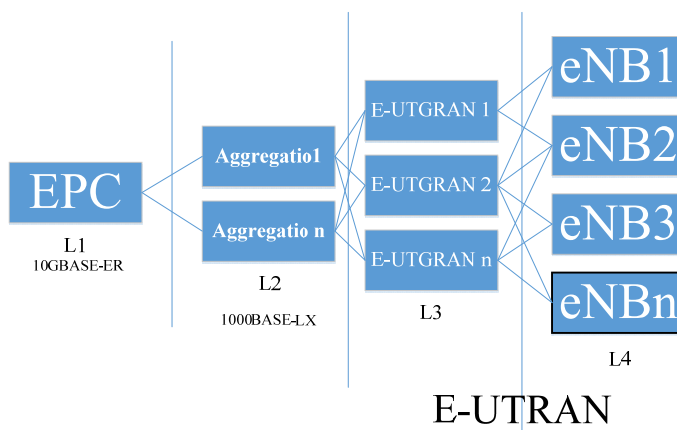 EPC
L1
10GBASE-ER
Aggregatio1
Aggregatio n
L2
1000BASE-LX
E-UTGRAN 1
E-UTGRAN 2
E-UTGRAN n
L3
eNB1
eNB2
eNB3
eNBn
L4
E-UTRAN